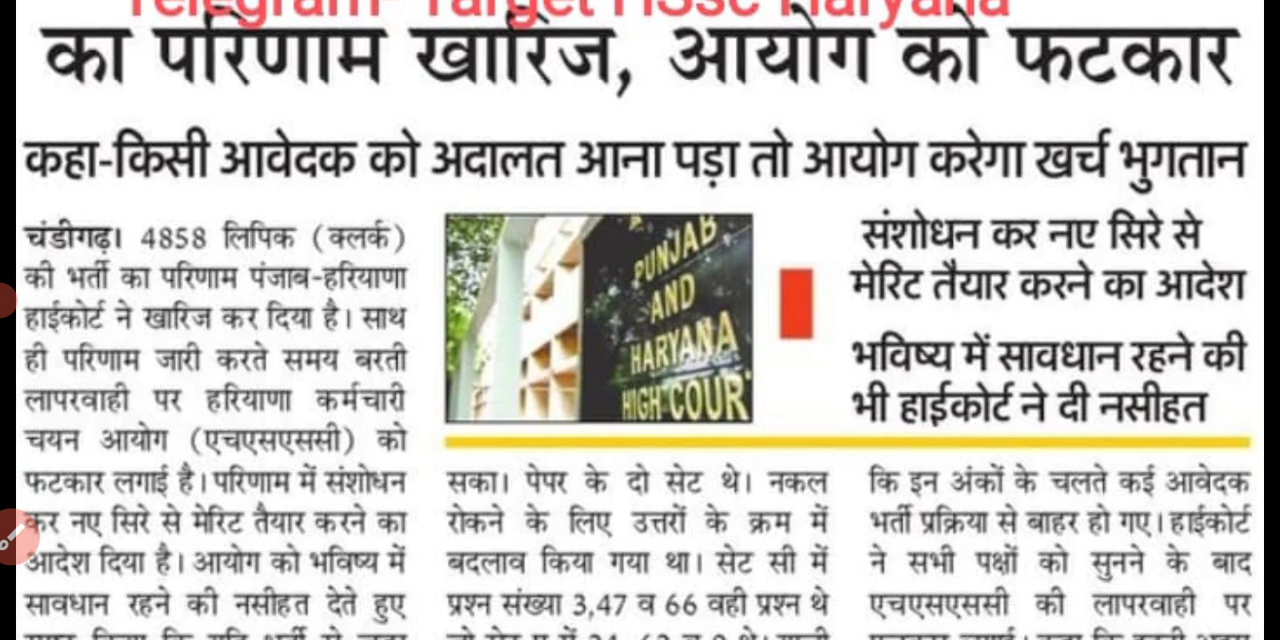 Telegram- Target HSsc Haryana
का परिणाम खारिज, आयोग को फटकार
कहा-किसी आवेदक को अदालत आना पड़ा तो आयोग करेगा खर्च भुगतान
चंडीगढ़। 4858 लिपिक (क्लर्क)
की भर्ती का परिणाम पंजाब-हरियाणा
हाईकोर्ट ने खारिज कर दिया है। साथ
ही परिणाम जारी करते समय बरती
लापरवाही पर हरियाणा कर्मचारी
चयन आयोग (एचएसएससी) को
फटकार लगाई है। परिणाम में संशोधन
कर नए सिरे से मेरिट तैयार करने का
आदेश दिया है। आयोग को भविष्य में
सावधान रहने की नसीहत देते हुए
PUNJAB
AND
HARYANA
HIGH COUR
संशोधन कर नए सिरे से
मेरिट तैयार करने का आदेश
भविष्य में सावधान रहने की
भी हाईकोर्ट ने दी नसीहत
सका। पेपर के दो सेट थे। नकल
रोकने के लिए उत्तरों के क्रम में
बदलाव किया गया था। सेट सी में
प्रश्न संख्या 3,47 व 66 वही प्रश्न थे
कि इन अंकों के चलते कई आवेदक
भर्ती प्रक्रिया से बाहर हो गए। हाईकोर्ट
ने सभी पक्षों को सुनने के बाद
एचएसएससी की लापरवाही पर